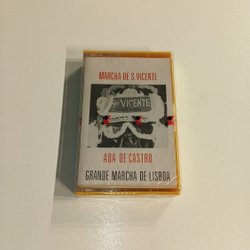 MARCHA DE S. VICENTE
S. VICENTE
ADA DE CASTRO
GRANDE MARCHA DE LISBOA